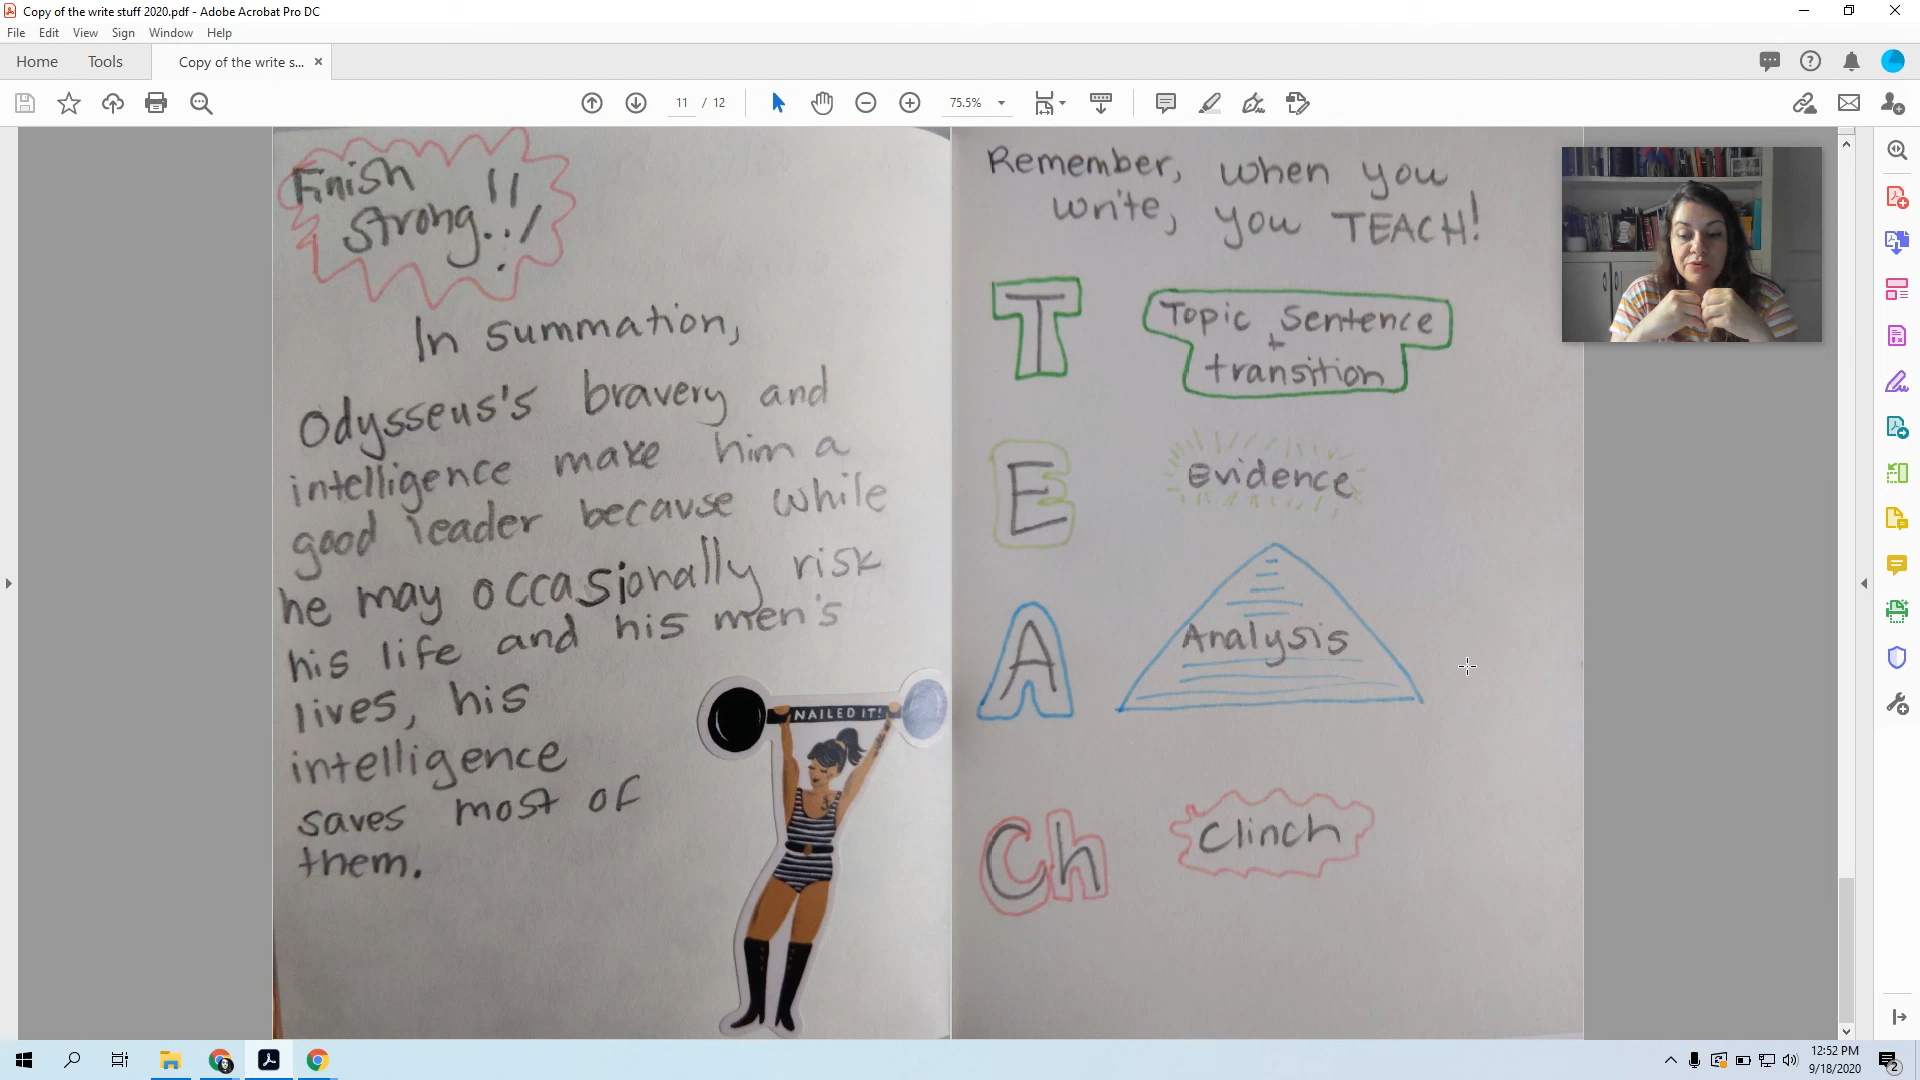 Copy of the write stuff 2020.pdf - Adobe Acrobat Pro DC
File Edit View Sign Window Help
Home Tools Copy of the write s...
11 / 12 75.5%
Finish
strong!!!
In summation,
Odysseus's bravery and
intelligence make him a
good leader because while
he may occasionally risk
his life and his men's
lives, his
intelligence
saves most of
them.
NAILED IT!
Remember, when you
write, you TEACH!
T Topic Sentence
+
transition
E Evidence
A Analysis
Ch Clinch
12:52 PM
9/18/2020
2